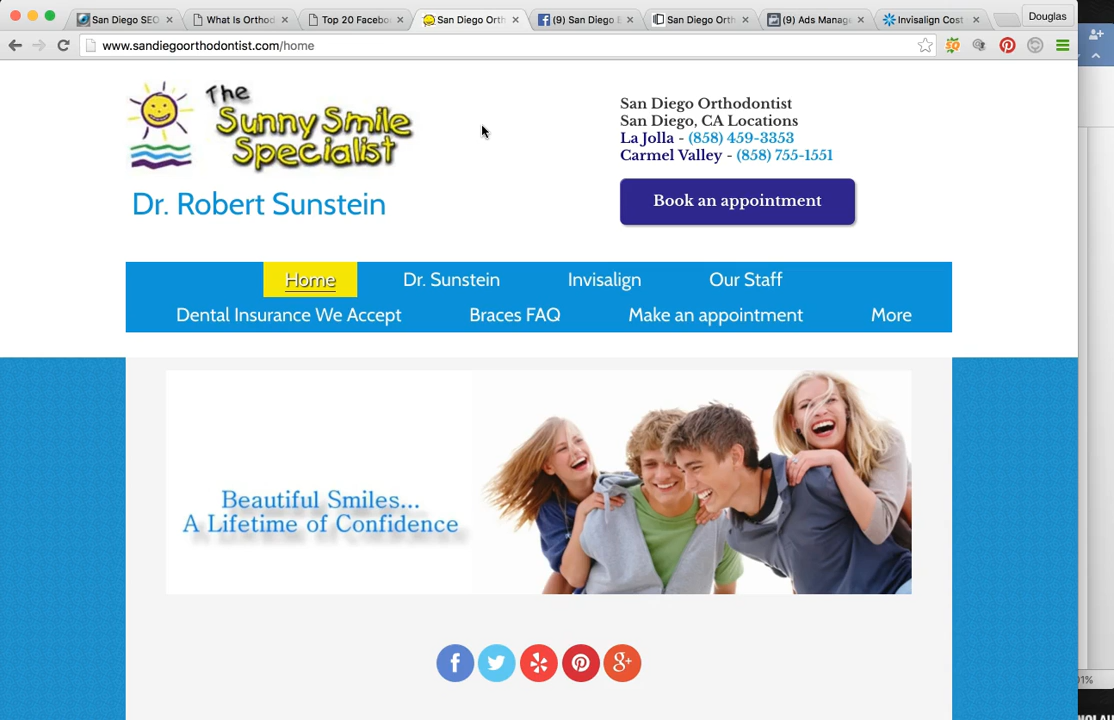 San Diego SEO
What Is Orthod
Top 20 Facebo
San Diego Orth
(9) San Diego
San Diego Orth
(9) Ads Manage
Invisalign Cost
Douglas
www.sandiegoorthodontist.com/home
The
Sunny Smile
Specialist
Dr. Robert Sunstein
San Diego Orthodontist
San Diego, CA Locations
La Jolla - (858) 459-3353
Carmel Valley - (858) 755-1551
Book an appointment
Home
Dr. Sunstein
Invisalign
Our Staff
Dental Insurance We Accept
Braces FAQ
Make an appointment
More
Beautiful Smiles...
A Lifetime of Confidence